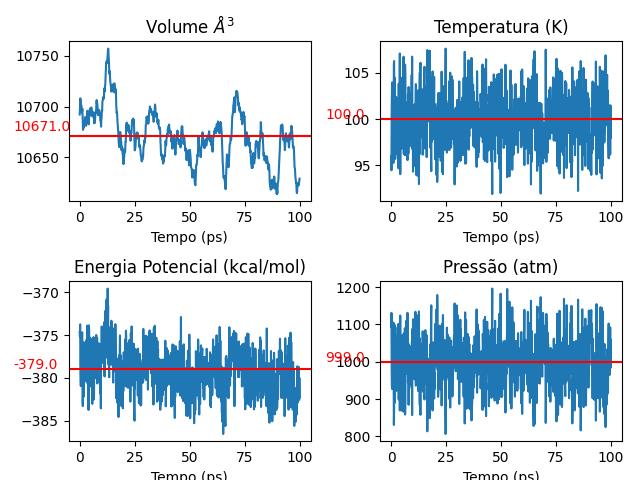 Volume Å³
10750
10700
10671.0
10650
0 25 50 75 100
Tempo (ps)
Temperatura (K)
105
100.0
100
95
0 25 50 75 100
Tempo (ps)
Energia Potencial (kcal/mol)
−370
−375
-379.0
−380
−385
0 25 50 75 100
Tempo (ps)
Pressão (atm)
1200
1100
999.0
1000
900
800
0 25 50 75 100
Tempo (ps)